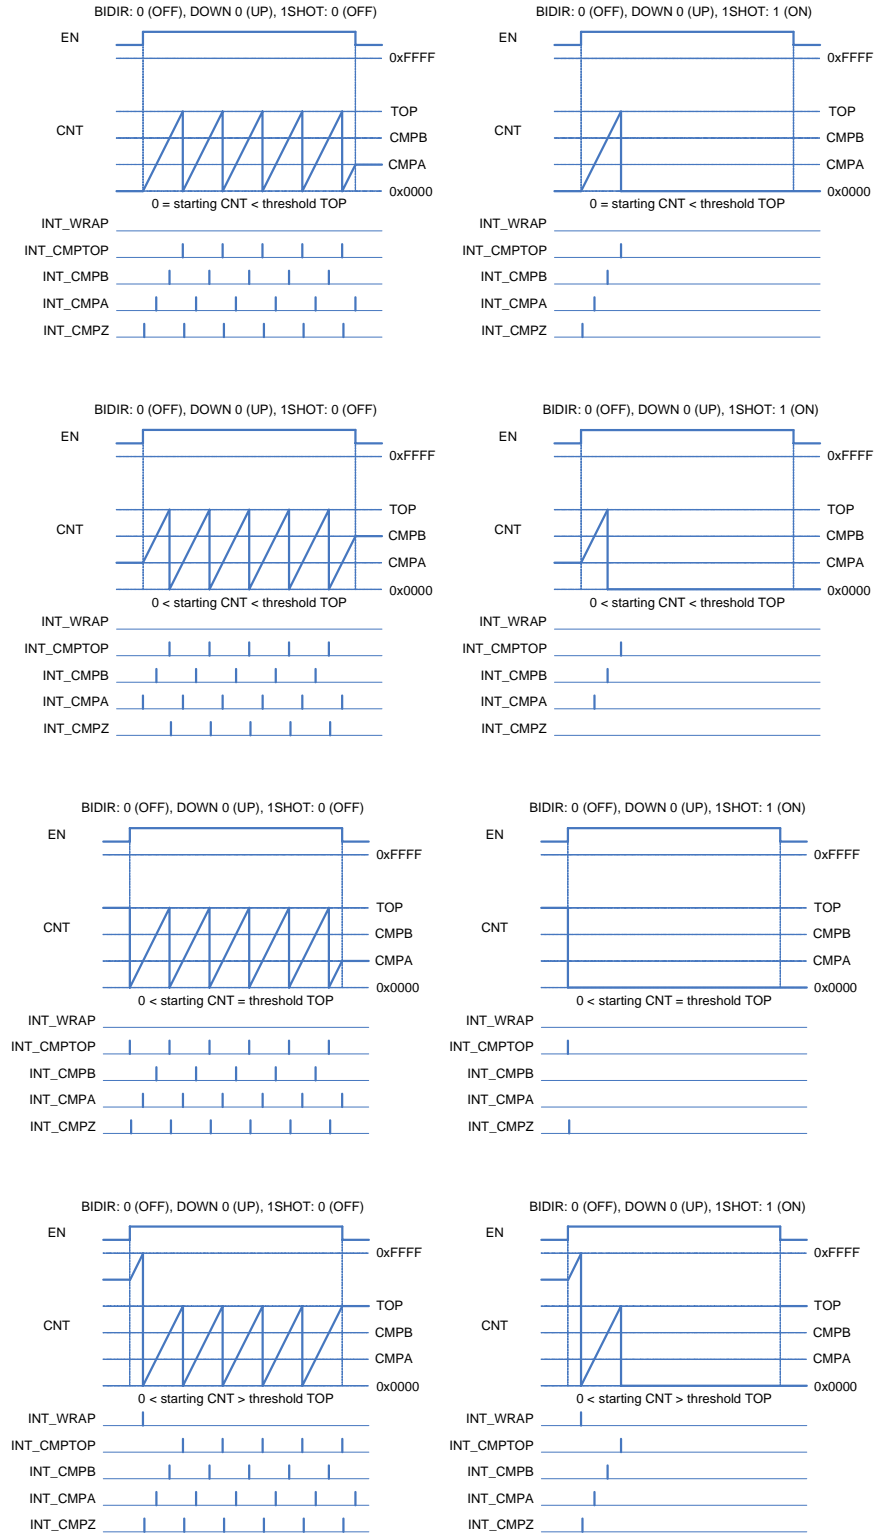 BIDIR: 0 (OFF), DOWN 0 (UP), 1SHOT: 0 (OFF)
EN
0xFFFF
TOP
CNT
CMPB
CMPA
0x0000
0 = starting CNT < threshold TOP
INT_WRAP
INT_CMPTOP
INT_CMPB
INT_CMPA
INT_CMPZ
BIDIR: 0 (OFF), DOWN 0 (UP), 1SHOT: 1 (ON)
EN
0xFFFF
TOP
CNT
CMPB
CMPA
0x0000
0 = starting CNT < threshold TOP
INT_WRAP
INT_CMPTOP
INT_CMPB
INT_CMPA
INT_CMPZ
BIDIR: 0 (OFF), DOWN 0 (UP), 1SHOT: 0 (OFF)
EN
0xFFFF
TOP
CNT
CMPB
CMPA
0x0000
0 < starting CNT < threshold TOP
INT_WRAP
INT_CMPTOP
INT_CMPB
INT_CMPA
INT_CMPZ
BIDIR: 0 (OFF), DOWN 0 (UP), 1SHOT: 1 (ON)
EN
0xFFFF
TOP
CNT
CMPB
CMPA
0x0000
0 < starting CNT < threshold TOP
INT_WRAP
INT_CMPTOP
INT_CMPB
INT_CMPA
INT_CMPZ
BIDIR: 0 (OFF), DOWN 0 (UP), 1SHOT: 0 (OFF)
EN
0xFFFF
TOP
CNT
CMPB
CMPA
0x0000
0 < starting CNT = threshold TOP
INT_WRAP
INT_CMPTOP
INT_CMPB
INT_CMPA
INT_CMPZ
BIDIR: 0 (OFF), DOWN 0 (UP), 1SHOT: 1 (ON)
EN
0xFFFF
TOP
CNT
CMPB
CMPA
0x0000
0 < starting CNT = threshold TOP
INT_WRAP
INT_CMPTOP
INT_CMPB
INT_CMPA
INT_CMPZ
BIDIR: 0 (OFF), DOWN 0 (UP), 1SHOT: 0 (OFF)
EN
0xFFFF
TOP
CNT
CMPB
CMPA
0x0000
0 < starting CNT > threshold TOP
INT_WRAP
INT_CMPTOP
INT_CMPB
INT_CMPA
INT_CMPZ
BIDIR: 0 (OFF), DOWN 0 (UP), 1SHOT: 1 (ON)
EN
0xFFFF
TOP
CNT
CMPB
CMPA
0x0000
0 < starting CNT > threshold TOP
INT_WRAP
INT_CMPTOP
INT_CMPB
INT_CMPA
INT_CMPZ